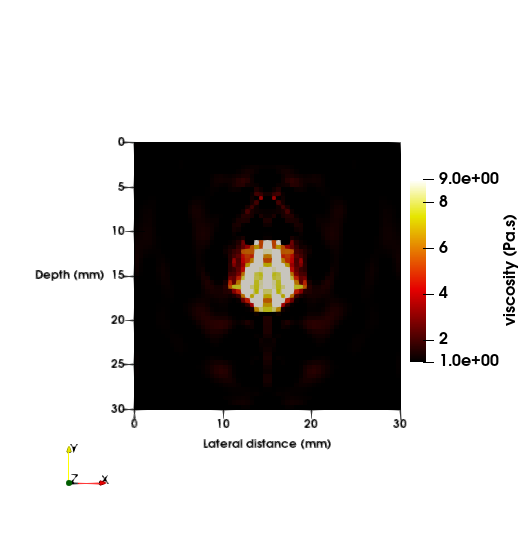 0
5
10
15
20
25
30
Depth (mm)
0
10
20
30
Lateral distance (mm)
9.0e+00
8
6
4
2
1.0e+00
viscosity (Pa.s)
Y
Z
X